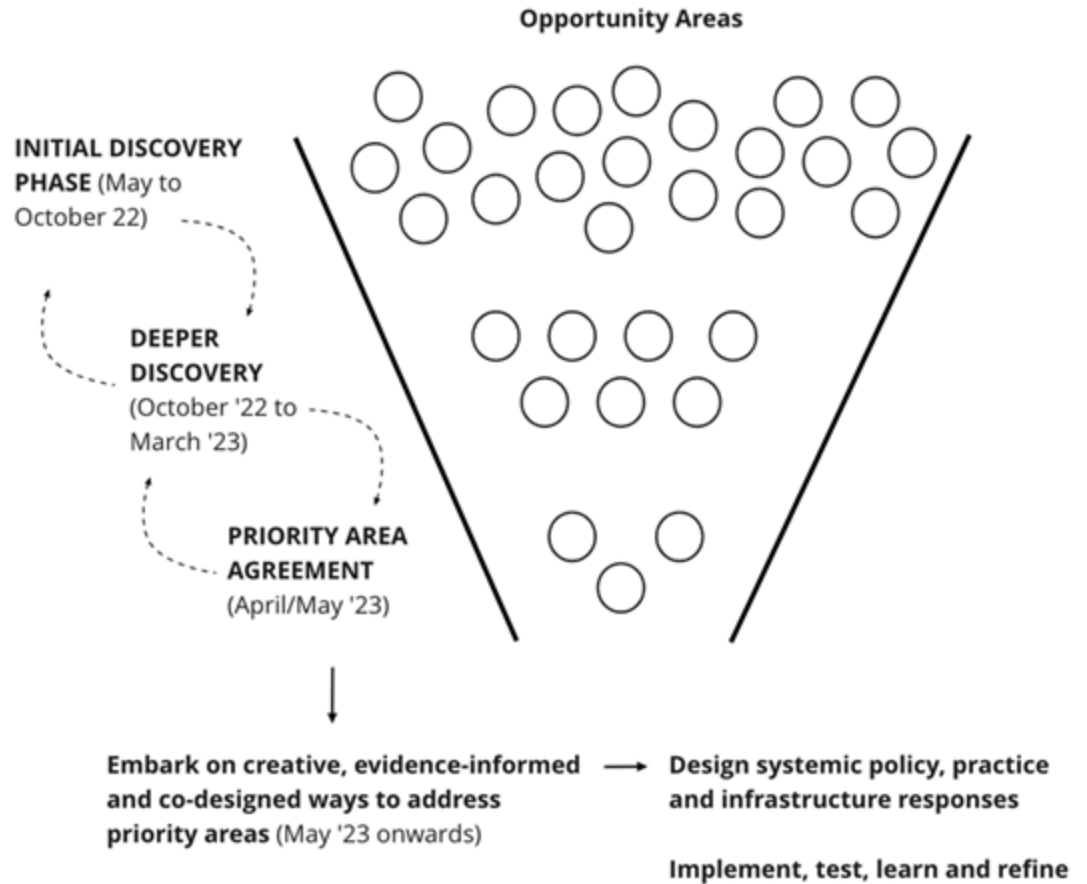 Opportunity Areas
INITIAL DISCOVERY
PHASE (May to
October 22)
DEEPER
DISCOVERY
(October '22 to
March '23)
PRIORITY AREA
AGREEMENT
(April/May '23)
Embark on creative, evidence-informed
and co-designed ways to address
priority areas (May '23 onwards)
Design systemic policy, practice
and infrastructure responses
Implement, test, learn and refine